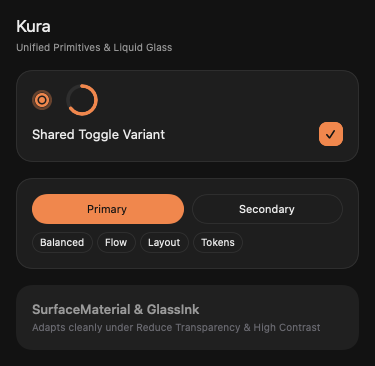 Kura
Unified Primitives & Liquid Glass
Shared Toggle Variant
Primary
Secondary
Balanced
Flow
Layout
Tokens
SurfaceMaterial & GlassInk
Adapts cleanly under Reduce Transparency & High Contrast